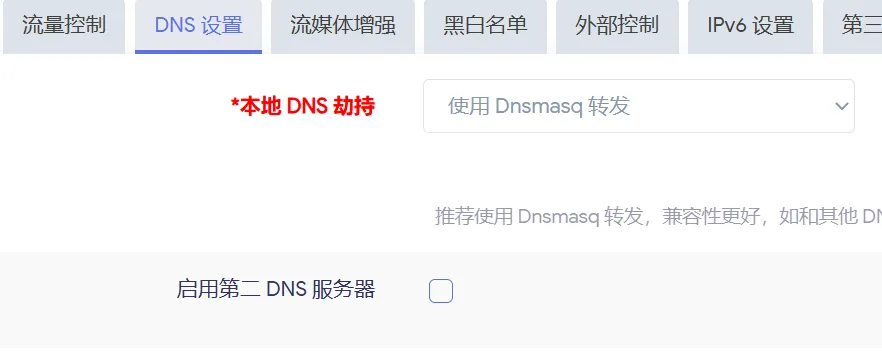 流量控制 DNS 设置 流媒体增强 黑白名单 外部控制 IPv6 设置 第三
*本地 DNS 劫持 使用 Dnsmasq 转发
推荐使用 Dnsmasq 转发，兼容性更好，如和其他 DN
启用第二 DNS 服务器